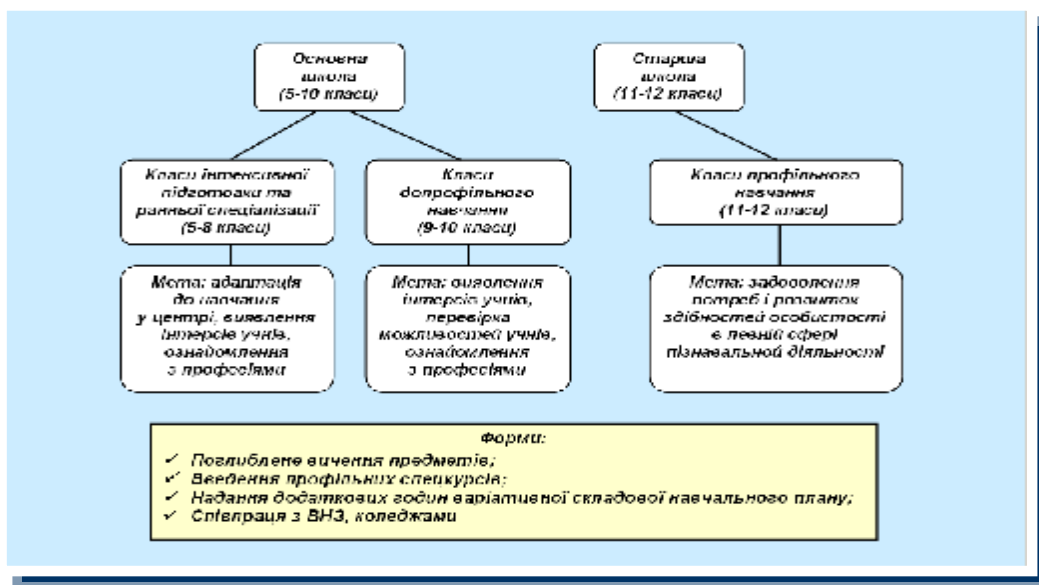 Основна
школа
(5-10 класи)
Старша
школа
(11-12 класи)
Класи інтенсивної
підготовки та
ранньої спеціалізації
(5-8 класи)
Класи
допрофільного
навчання
(9-10 класи)
Класи профільного
навчання
(11-12 класи)
Мета: адаптація
до навчання
у центрі, виявлення
інтересів учнів,
ознайомлення
з професіями
Мета: виявлення
інтересів учнів,
перевірка
можливостей учнів,
ознайомлення
з професіями
Мета: задоволення
потреб і розвиток
здібностей особистості
в певній сфері
пізнавальної діяльності
Форми:
✓ Поглиблене вичення предметів;
✓ Введення профільних спецкурсів;
✓ Надання додаткових годин варіативної складової навчального плану;
✓ Співпраця з ВНЗ, коледжами